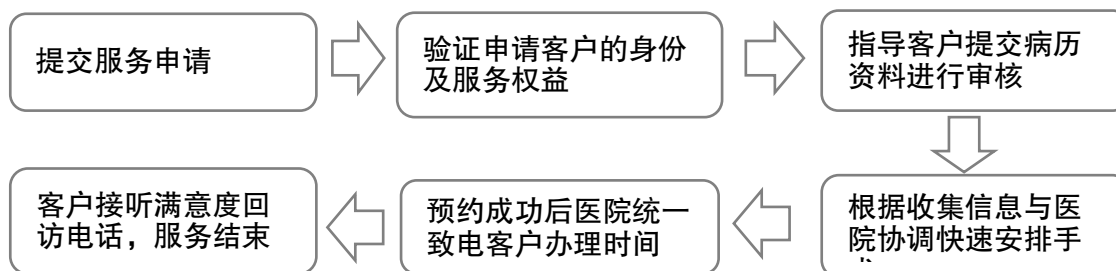 提交服务申请
验证申请客户的身份
及服务权益
指导客户提交病历
资料进行审核
根据收集信息与医
院协调快速安排手
预约成功后医院统一
致电客户办理时间
客户接听满意度回
访电话，服务结束